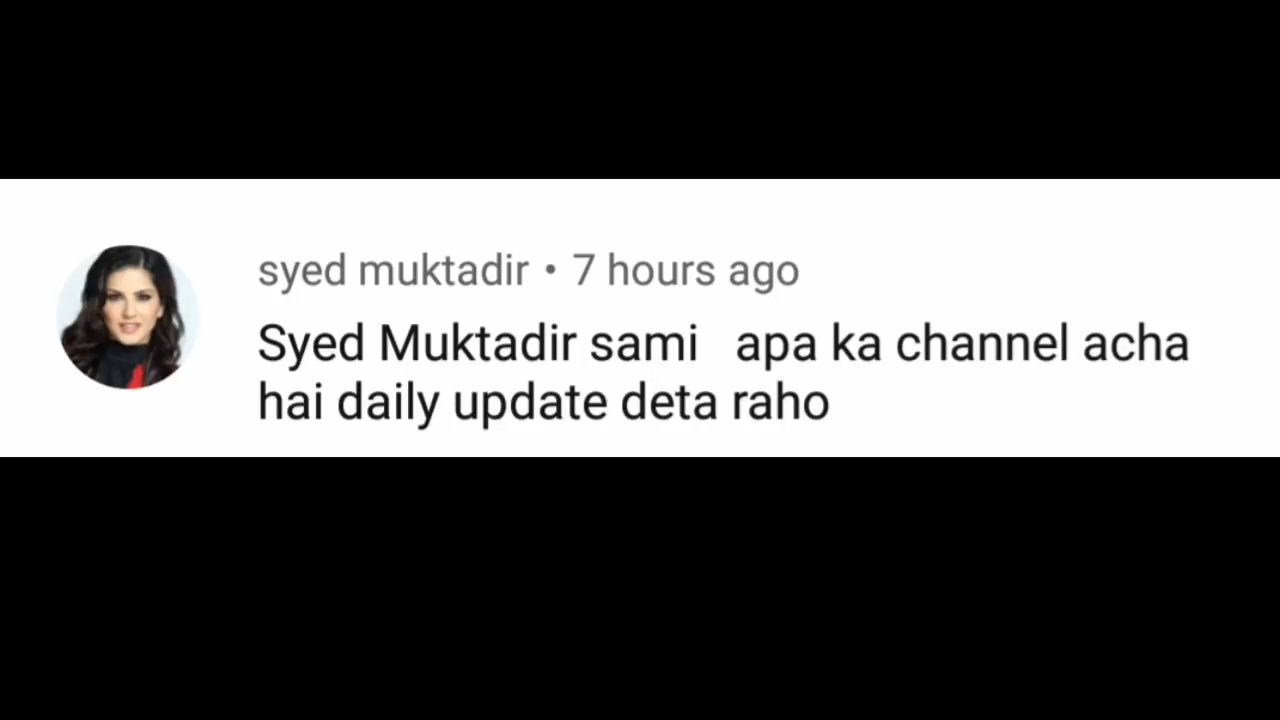 syed muktadir • 7 hours ago
Syed Muktadir sami   apa ka channel acha
hai daily update deta raho